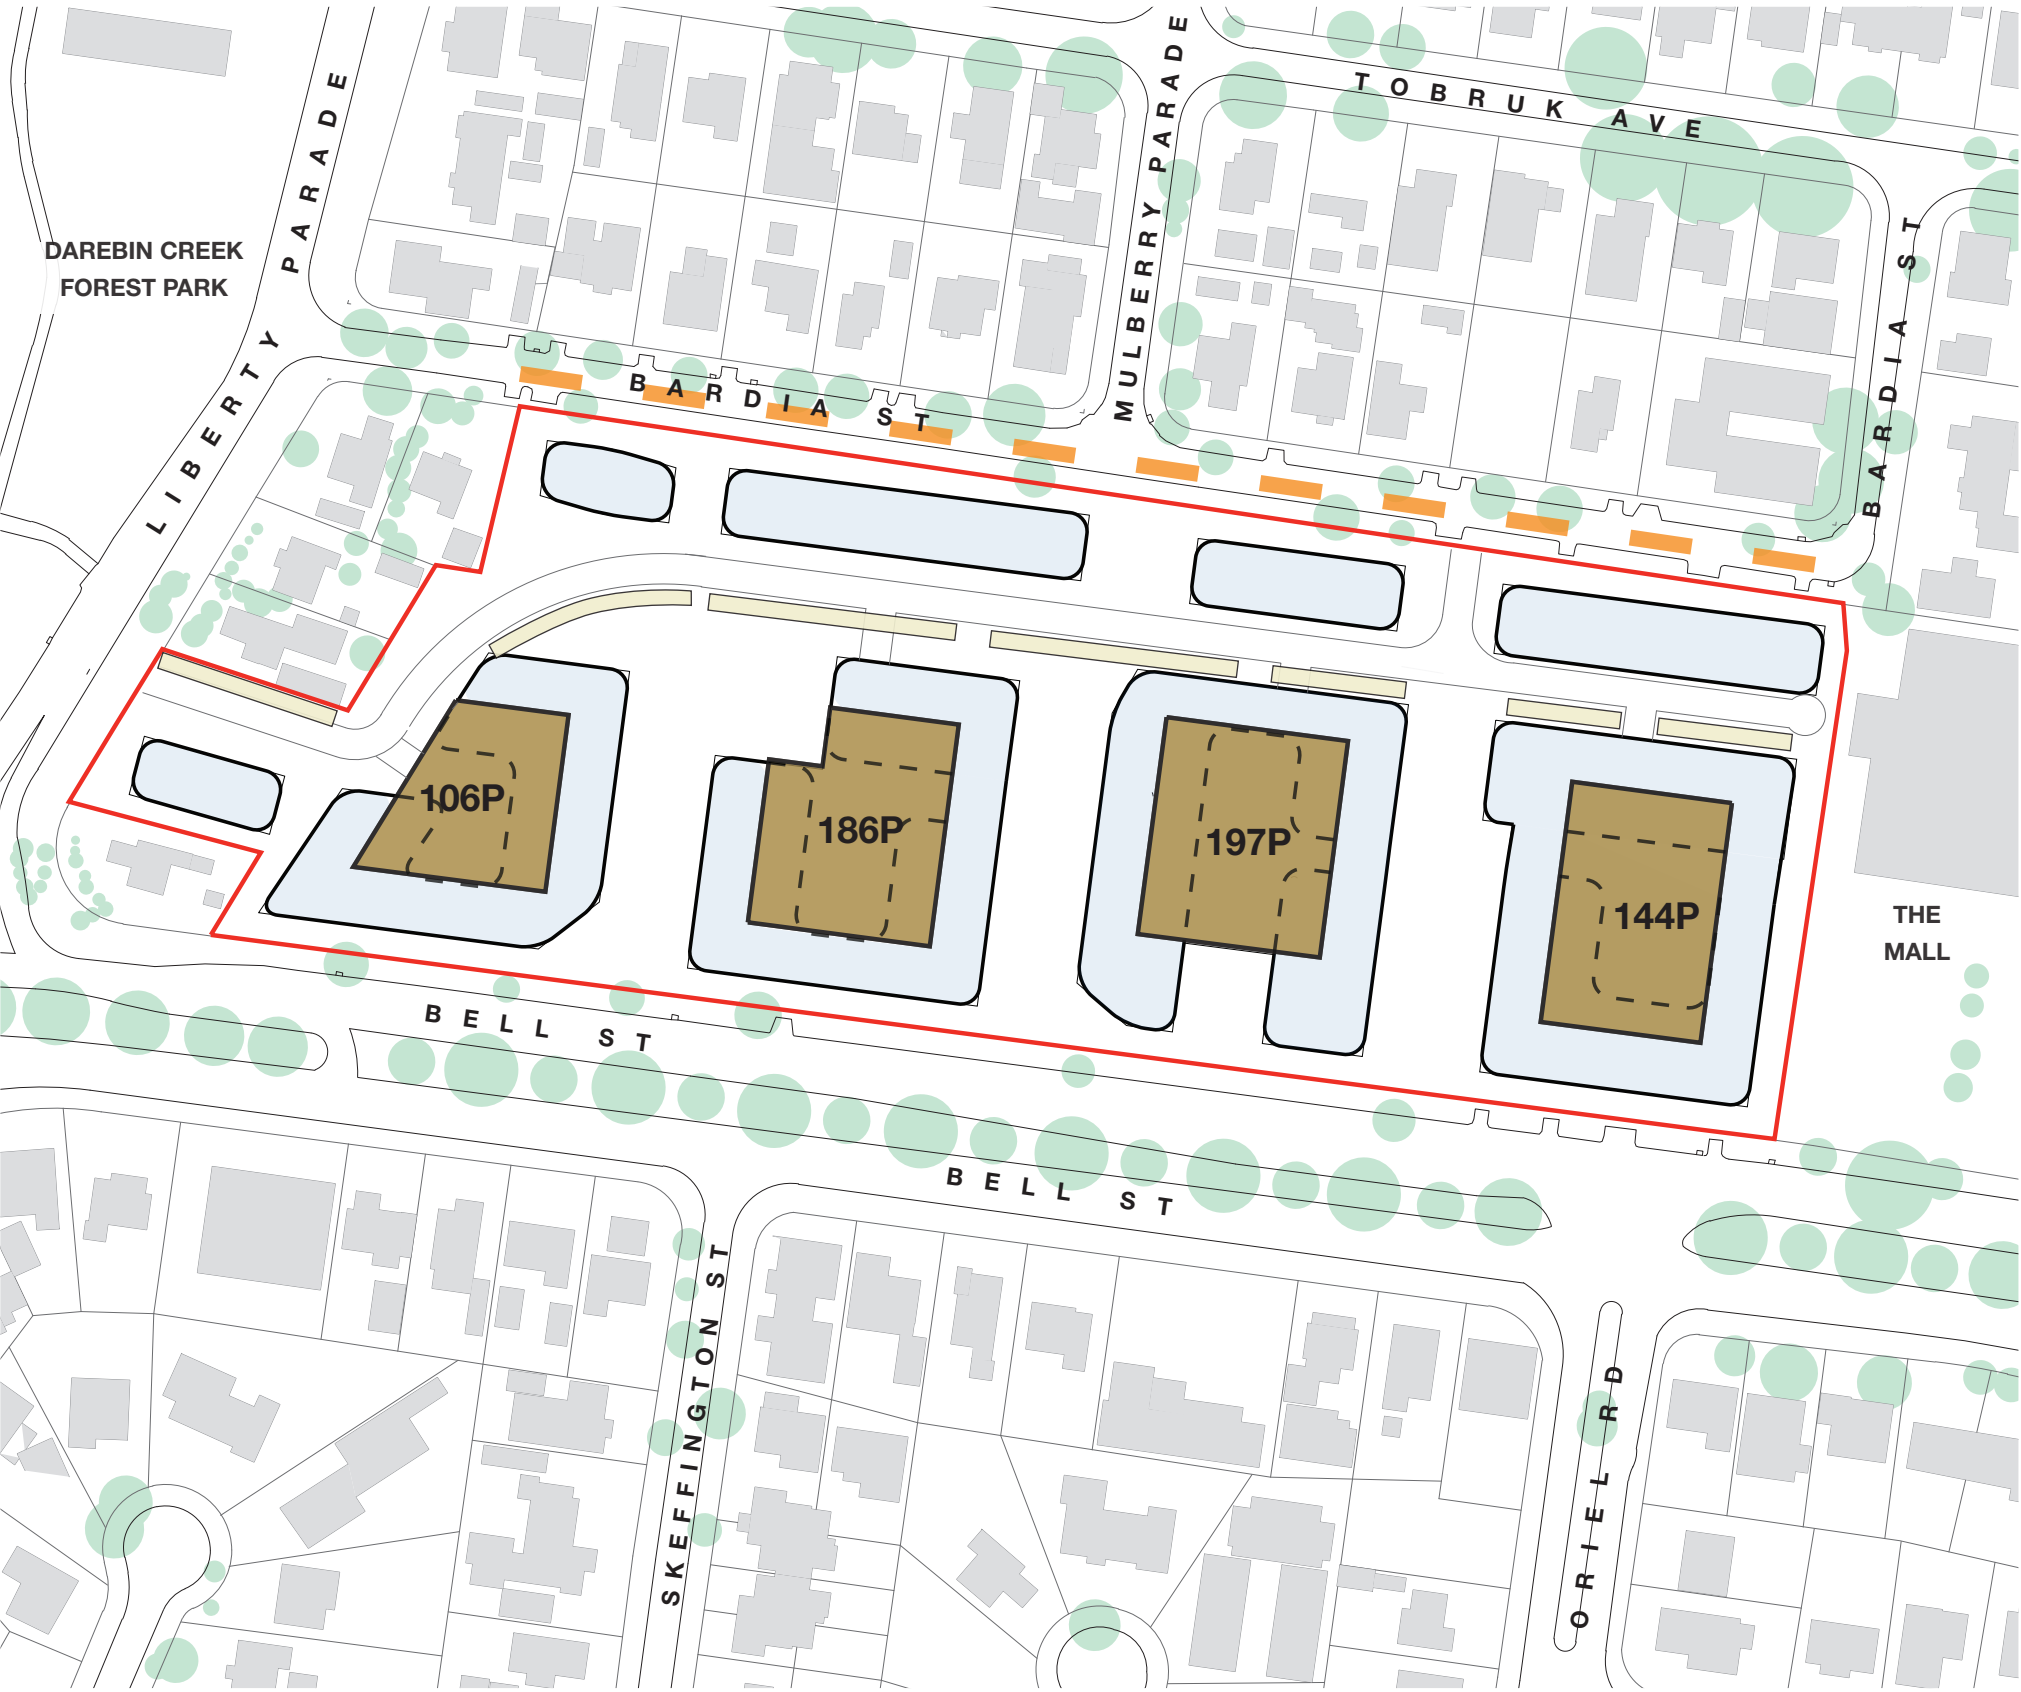 TOBRUK AVE
MULBERRY PARADE
LIBERTY PARADE
DAREBIN CREEK
FOREST PARK
BARDIA ST
BARDIA ST
106P
186P
197P
144P
THE
MALL
BELL ST
BELL ST
SKEFFINGTON ST
ORIEL RD